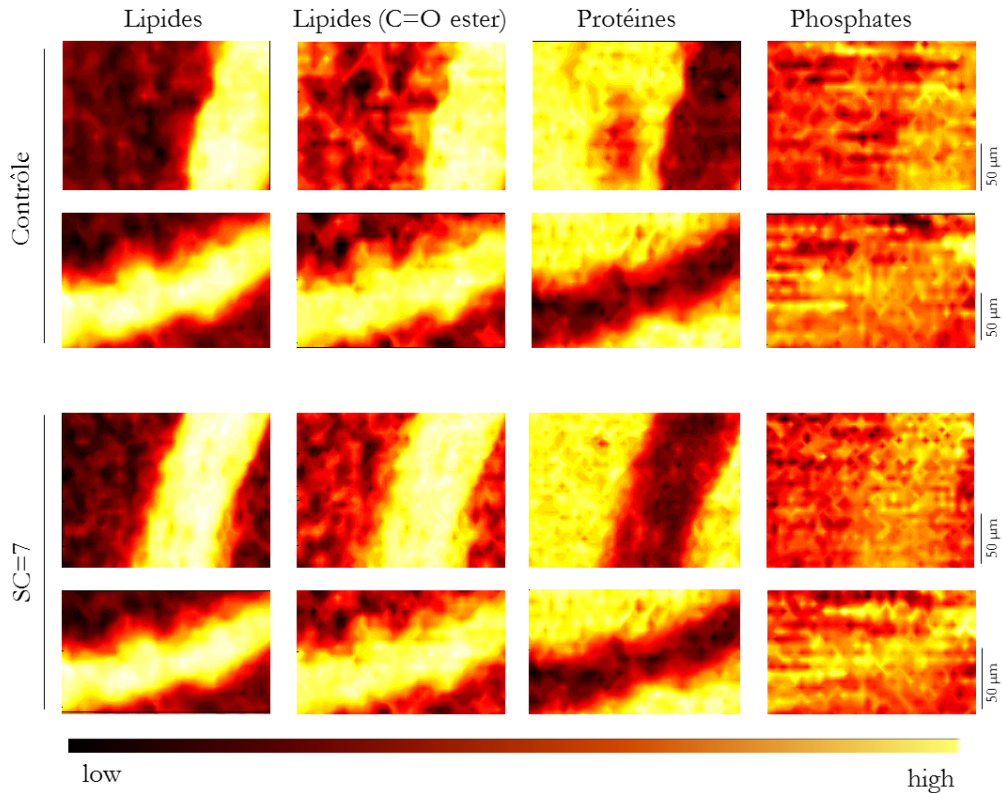 Lipides
Lipides (C=O ester)
Protéines
Phosphates
Contrôle
50 µm
50 µm
SC=7
50 µm
50 µm
low
high